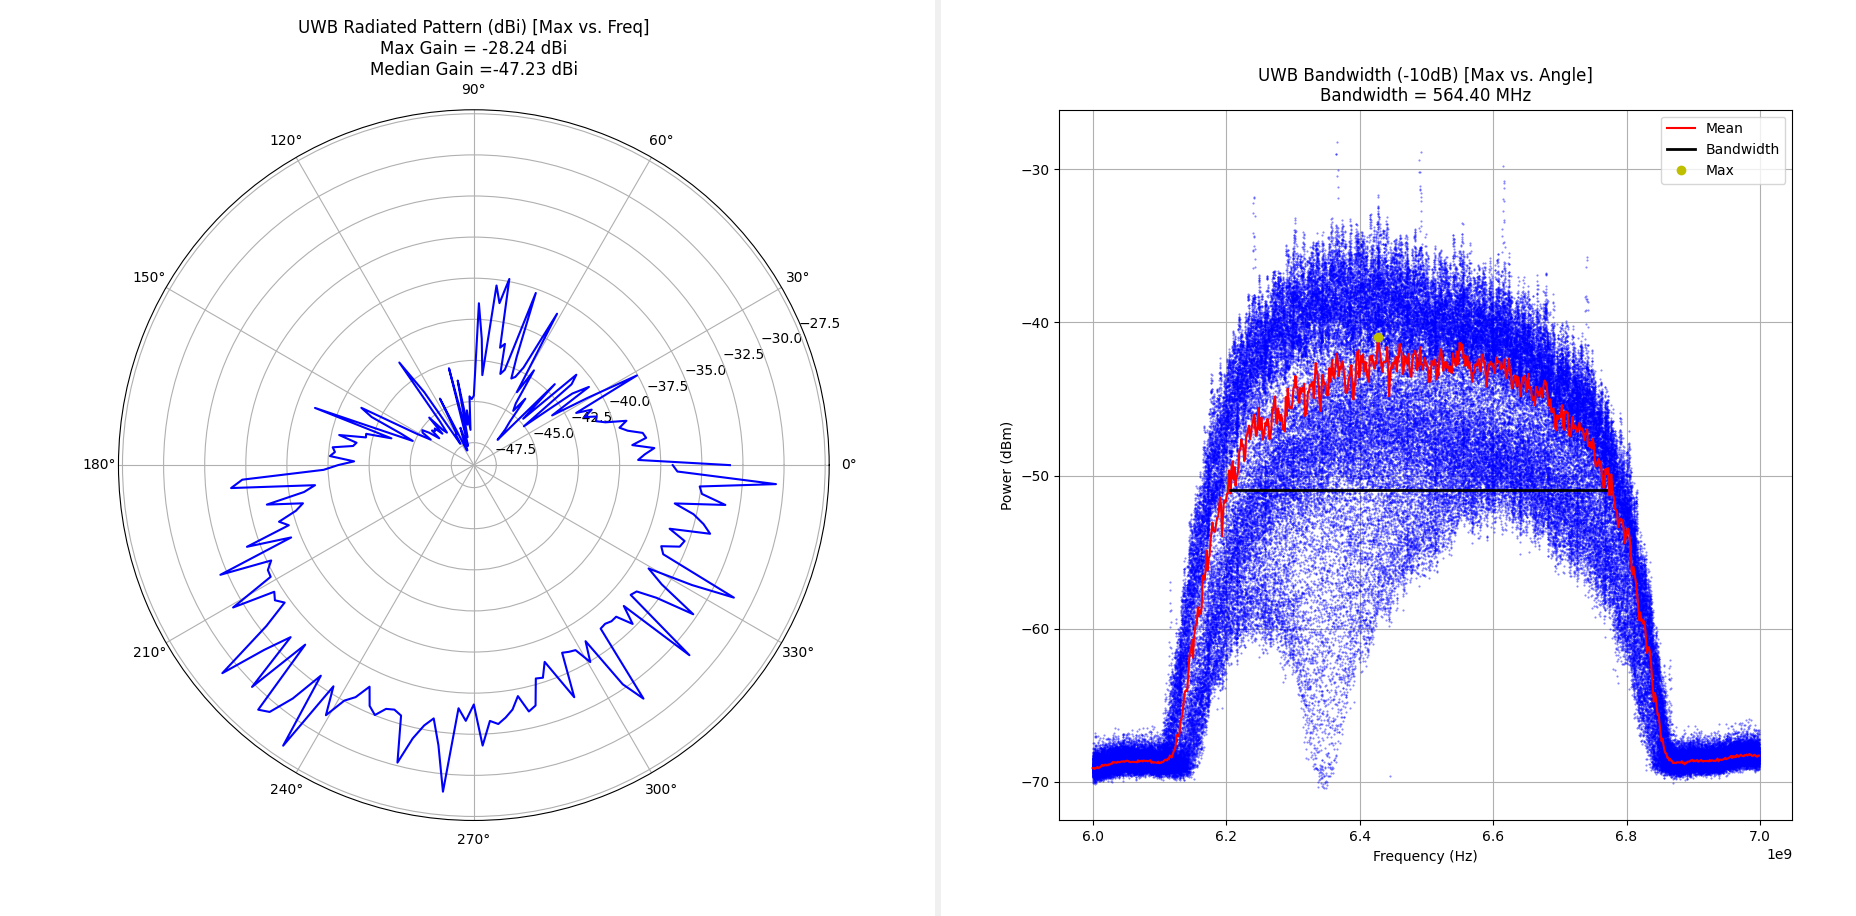 UWB Radiated Pattern (dBi) [Max vs. Freq]
Max Gain = -28.24 dBi
Median Gain =-47.23 dBi
90°
120°
60°
150°
30°
−27.5
−30.0
−32.5
−35.0
−37.5
−40.0
−42.5
−45.0
−47.5
180°
0°
210°
330°
240°
300°
270°
UWB Bandwidth (-10dB) [Max vs. Angle]
Bandwidth = 564.40 MHz
Mean
Bandwidth
Max
−30
−40
−50
−60
−70
Power (dBm)
6.0
6.2
6.4
6.6
6.8
7.0
1e9
Frequency (Hz)